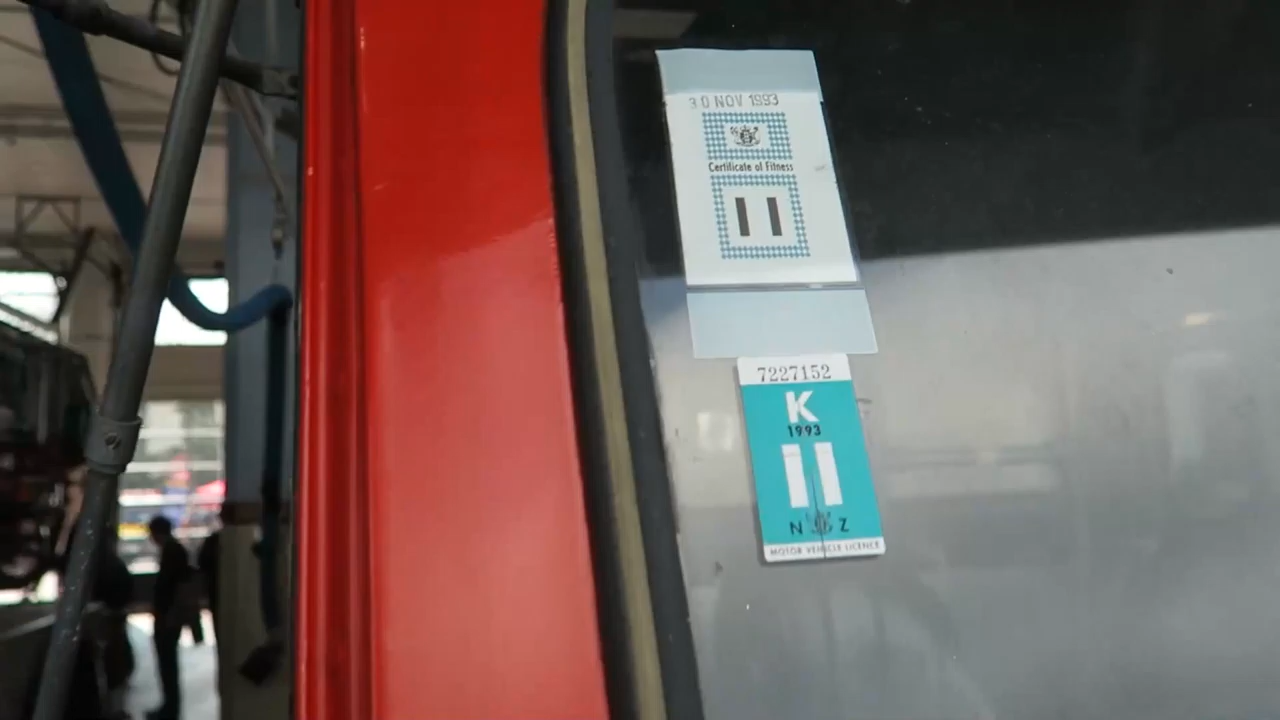 30 NOV 1993
Certificate of Fitness
11
7227152
K
1993
11
N Z
MOTOR VEHICLE LICENCE